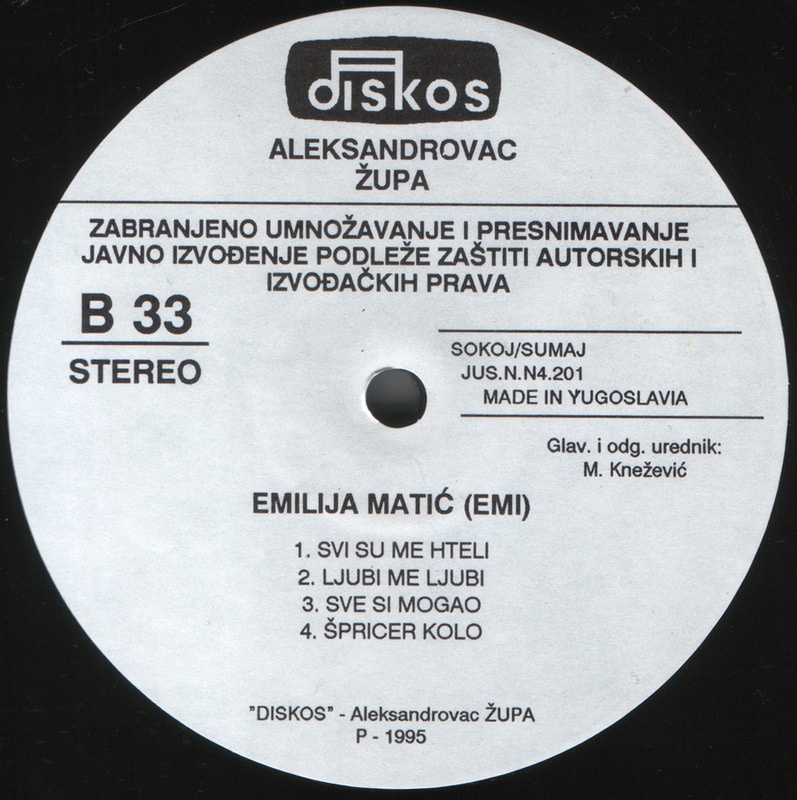 diskos
ALEKSANDROVAC
ŽUPA
ZABRANJENO UMNOŽAVANJE I PRESNIMAVANJE
JAVNO IZVOĐENJE PODLEŽE ZAŠTITI AUTORSKIH I
IZVOĐAČKIH PRAVA
B 33
STEREO
SOKOJ/SUMAJ
JUS.N.N4.201
MADE IN YUGOSLAVIA
Glav. i odg. urednik:
M. Knežević
EMILIJA MATIĆ (EMI)
1. SVI SU ME HTELI
2. LJUBI ME LJUBI
3. SVE SI MOGAO
4. ŠPRICER KOLO
"DISKOS" - Aleksandrovac ŽUPA
P - 1995